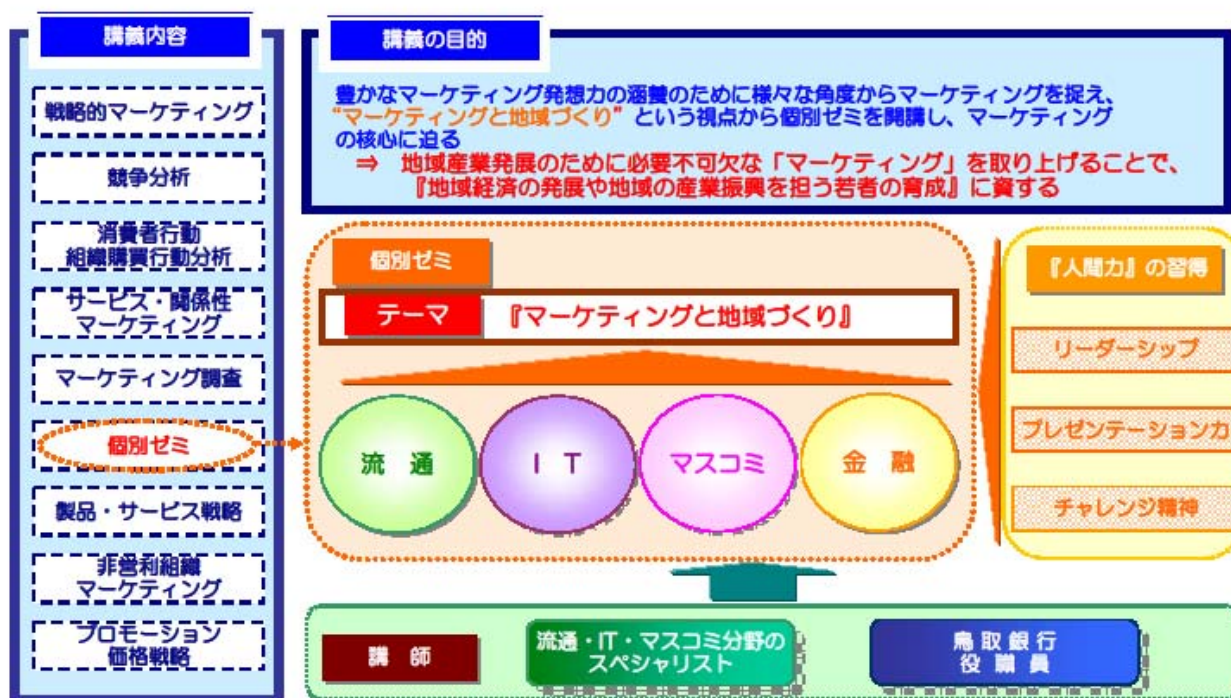 講義内容
戦略的マーケティング
競争分析
消費者行動
組織購買行動分析
サービス・関係性
マーケティング
マーケティング調査
個別ゼミ
製品・サービス戦略
非営利組織
マーケティング
プロモーション
価格戦略
講義の目的
豊かなマーケティング発想力の涵養のために様々な角度からマーケティングを捉え、
“マーケティングと地域づくり”という視点から個別ゼミを開講し、マーケティング
の核心に迫る
⇒ 地域産業発展のために必要不可欠な「マーケティング」を取り上げることで、
『地域経済の発展や地域の産業振興を担う若者の育成』に資する
個別ゼミ
テーマ 『マーケティングと地域づくり』
流 通
I T
マスコミ
金 融
『人間力』の習得
リーダーシップ
プレゼンテーション力
チャレンジ精神
講 師
流通・IT・マスコミ分野の
スペシャリスト
鳥取銀行
役職員